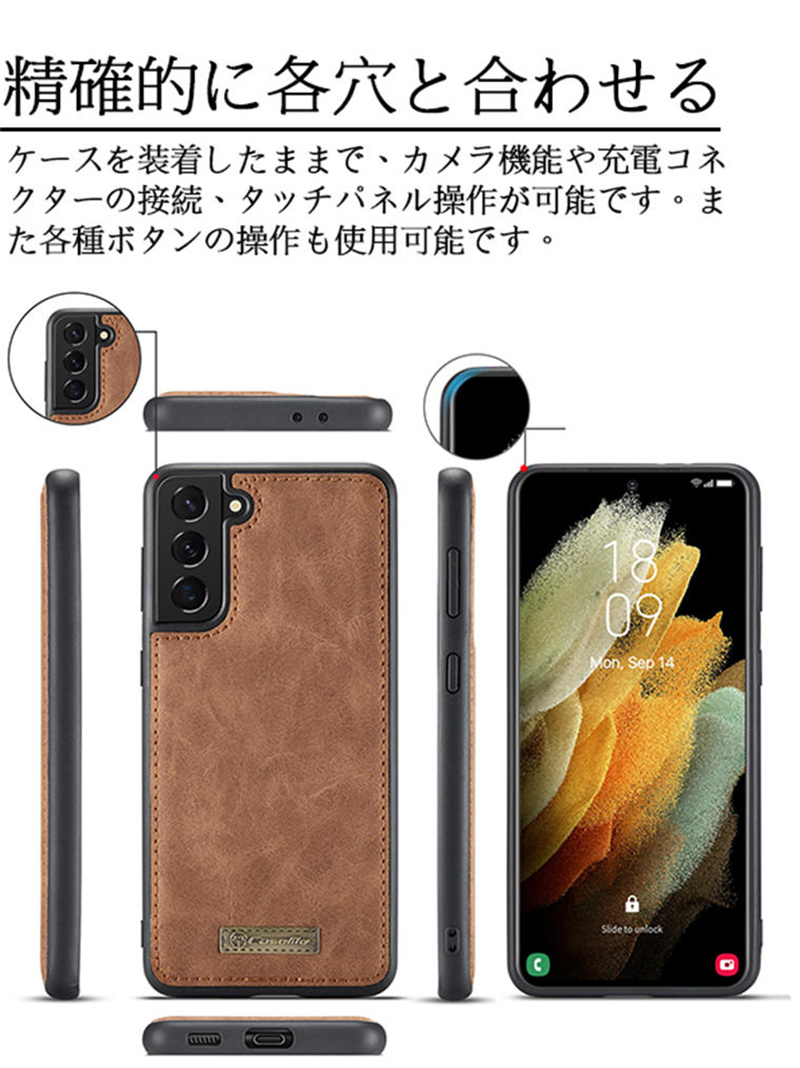 精確的に各穴と合わせる
ケースを装着したままで、カメラ機能や充電コネ
クターの接続、タッチパネル操作が可能です。ま
た各種ボタンの操作も使用可能です。
18
09
Mon, Sep 14
Slide to unlock